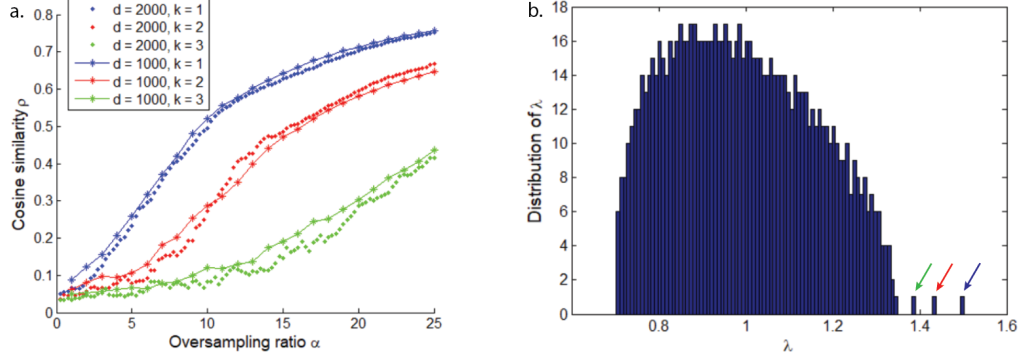 a.
d = 2000, k = 1
d = 2000, k = 2
d = 2000, k = 3
d = 1000, k = 1
d = 1000, k = 2
d = 1000, k = 3
0.8
0.7
0.6
0.5
0.4
0.3
0.2
0.1
0
Cosine similarity ρ
0 5 10 15 20 25
Oversampling ratio α
b.
18
16
14
12
10
8
6
4
2
0
Distribution of λ
0.8 1 1.2 1.4 1.6
λ